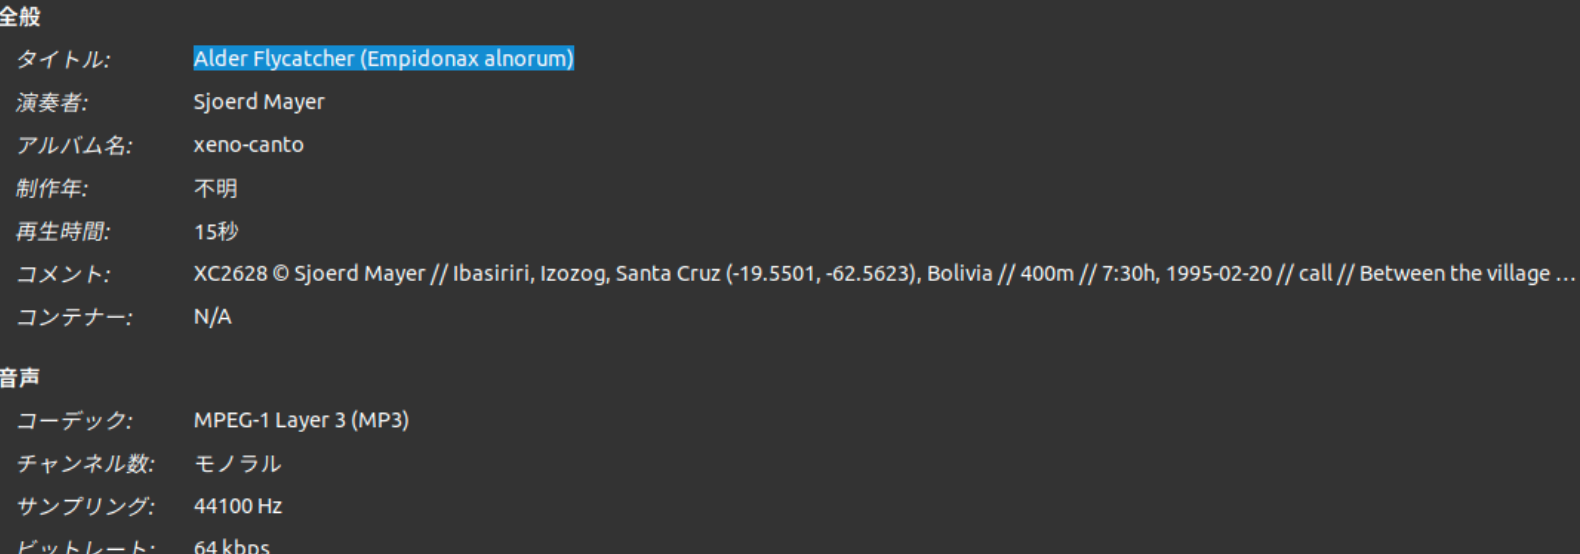 全般
タイトル: Alder Flycatcher (Empidonax alnorum)
演奏者: Sjoerd Mayer
アルバム名: xeno-canto
制作年: 不明
再生時間: 15秒
コメント: XC2628 © Sjoerd Mayer // Ibasiriri, Izozog, Santa Cruz (-19.5501, -62.5623), Bolivia // 400m // 7:30h, 1995-02-20 // call // Between the village …
コンテナー: N/A
音声
コーデック: MPEG-1 Layer 3 (MP3)
チャンネル数: モノラル
サンプリング: 44100 Hz
ビットレート: 64 kbps